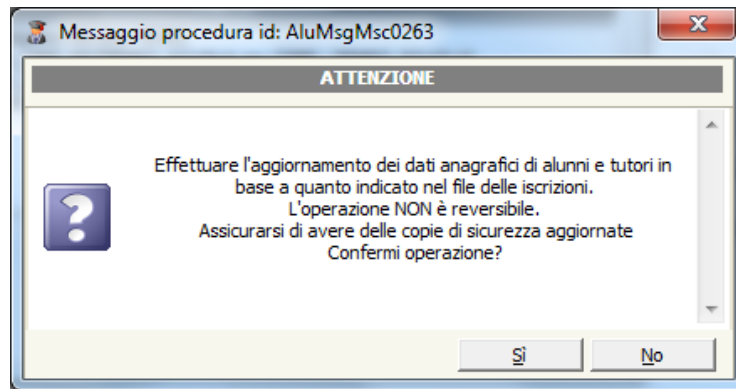 Messaggio procedura id: AluMsgMsc0263
ATTENZIONE
Effettuare l'aggiornamento dei dati anagrafici di alunni e tutori in
base a quanto indicato nel file delle iscrizioni.
L'operazione NON è reversibile.
Assicurarsi di avere delle copie di sicurezza aggiornate
Confermi operazione?
Sì
No